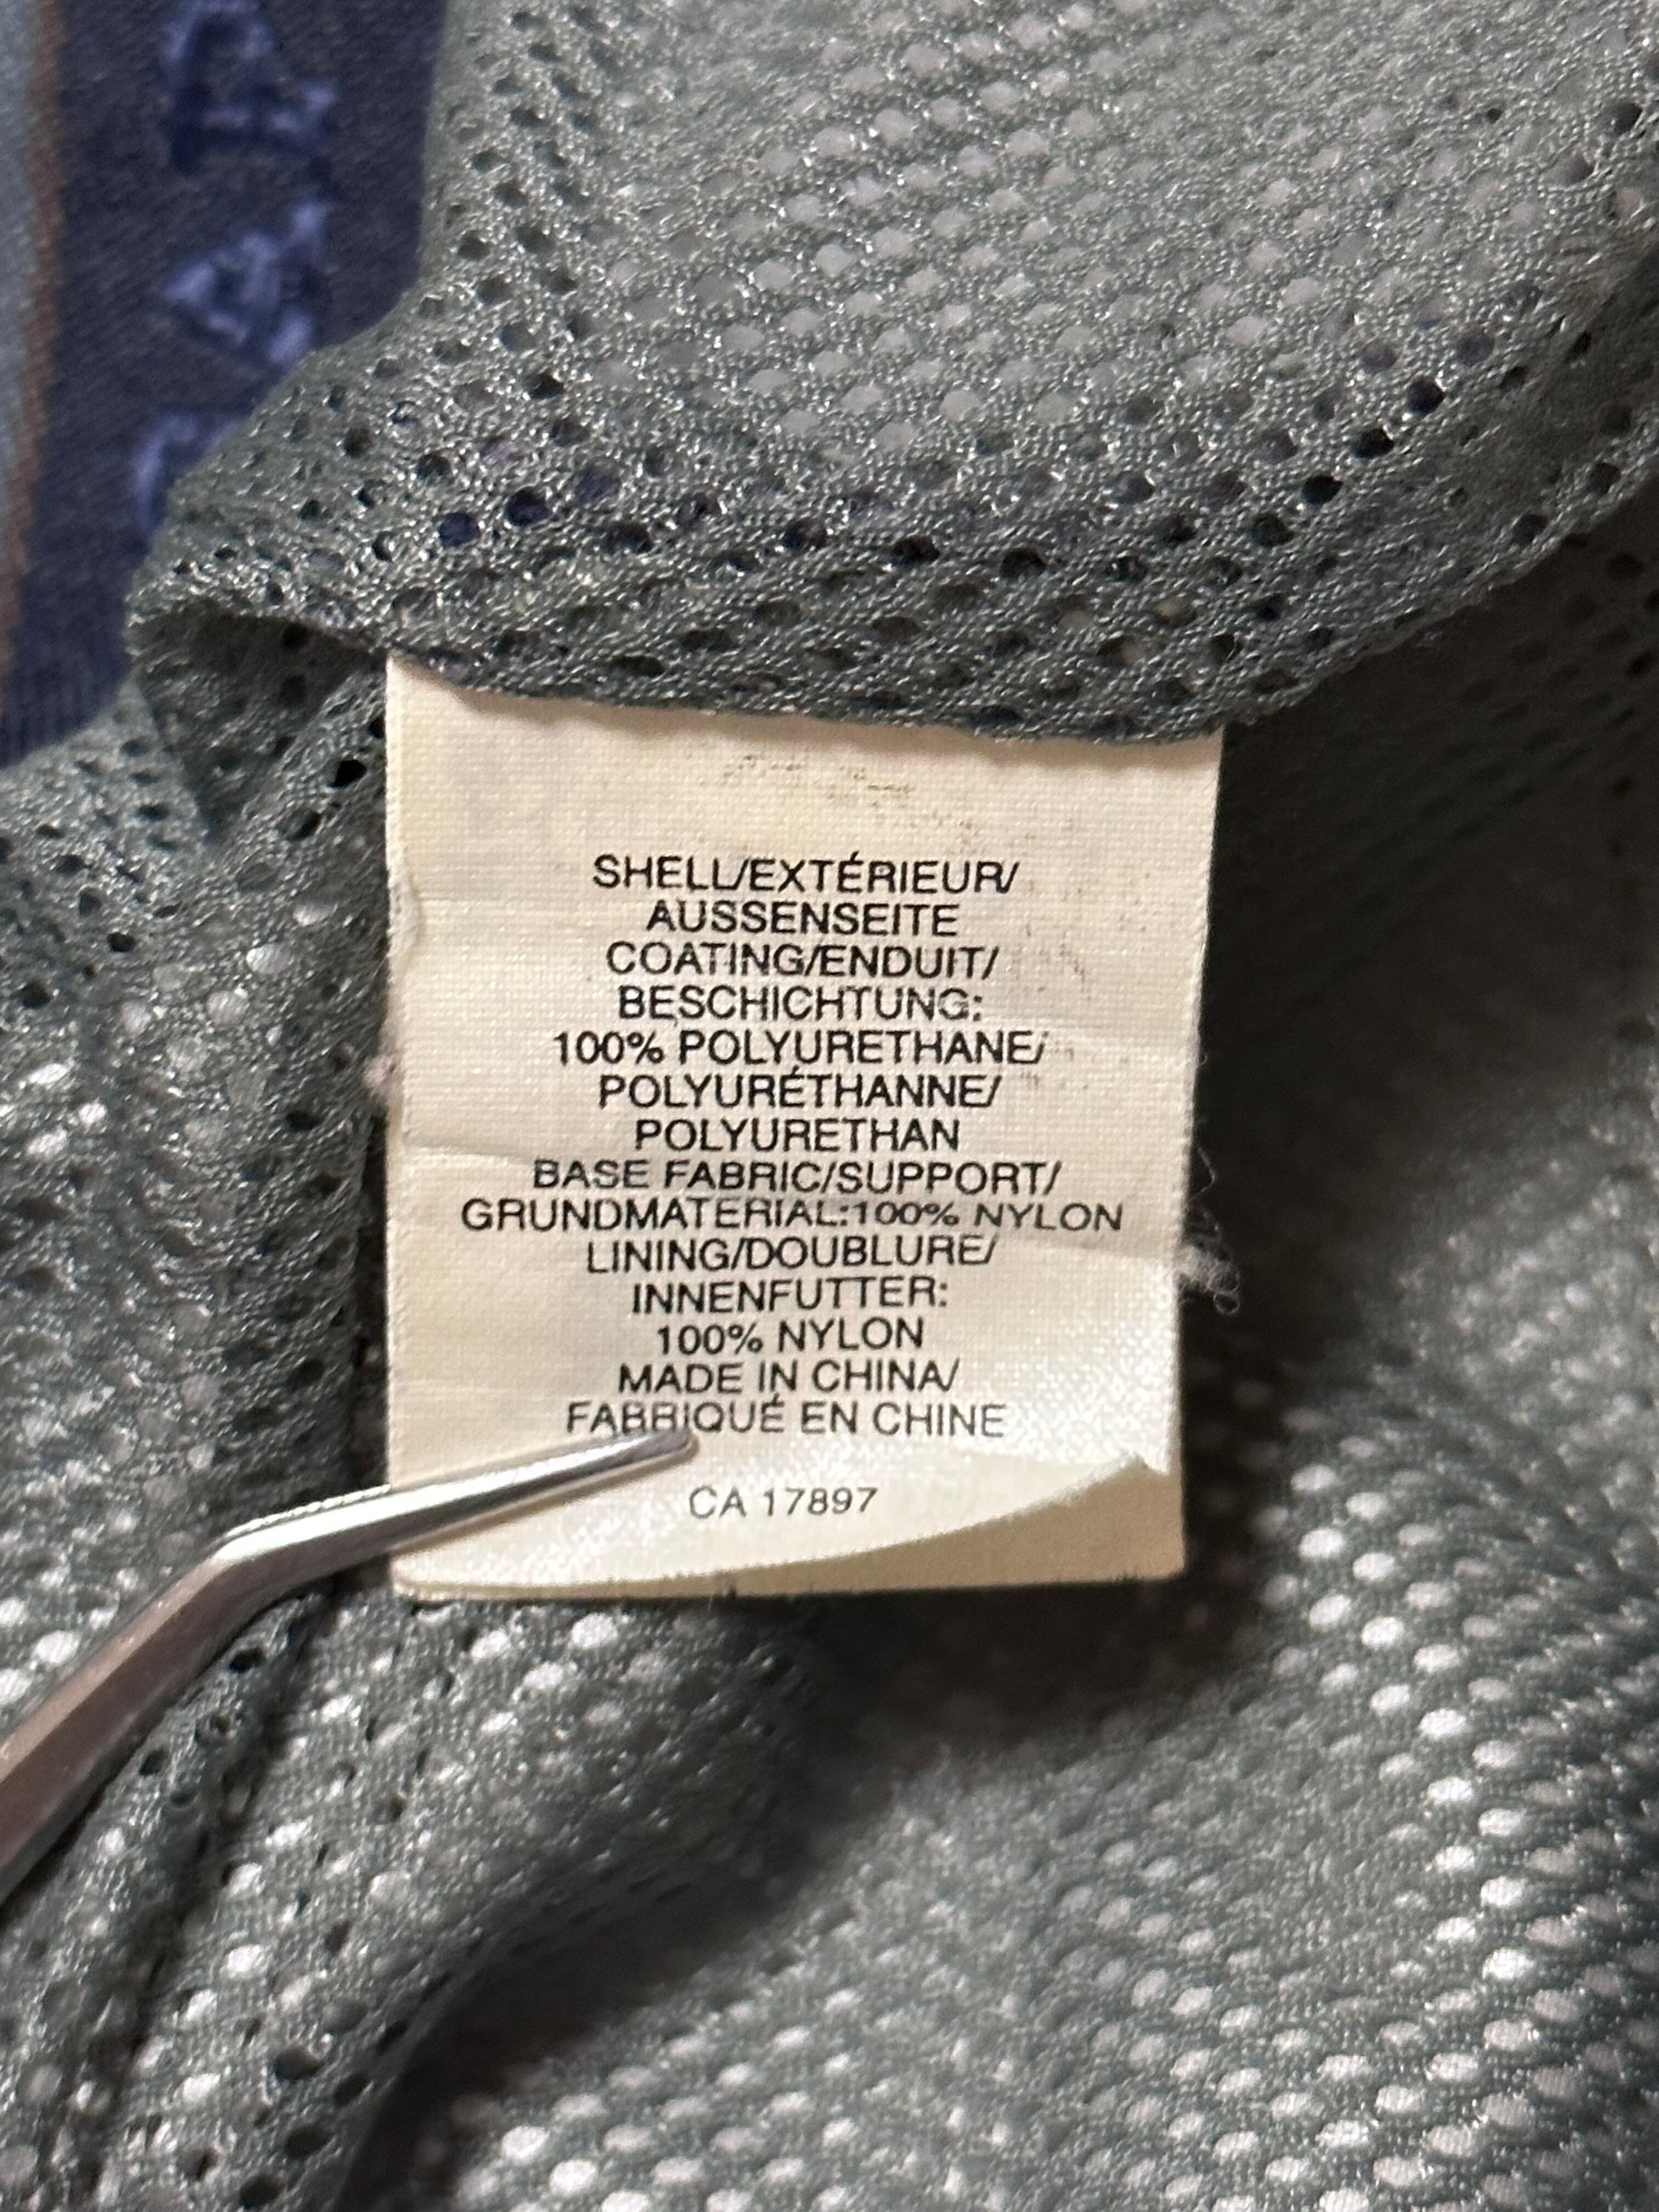 SHELL/EXTÉRIEUR/
AUSSENSEITE
COATING/ENDUIT/
BESCHICHTUNG:
100% POLYURETHANE/
POLYURÉTHANNE/
POLYURETHAN
BASE FABRIC/SUPPORT/
GRUNDMATERIAL:100% NYLON
LINING/DOUBLURE/
INNENFUTTER:
100% NYLON
MADE IN CHINA/
FABRIQUÉ EN CHINE
CA 17897